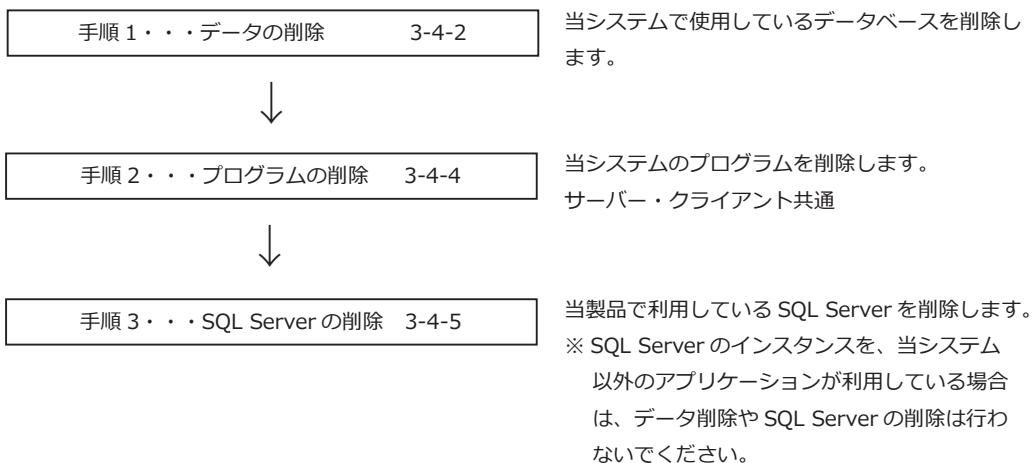 手順 1・・・データの削除 3-4-2
当システムで使用しているデータベースを削除し
ます。
↓
手順 2・・・プログラムの削除 3-4-4
当システムのプログラムを削除します。
サーバー・クライアント共通
↓
手順 3・・・SQL Server の削除 3-4-5
当製品で利用している SQL Server を削除します。
※ SQL Server のインスタンスを、当システム
以外のアプリケーションが利用している場合
は、データ削除や SQL Server の削除は行わ
ないでください。